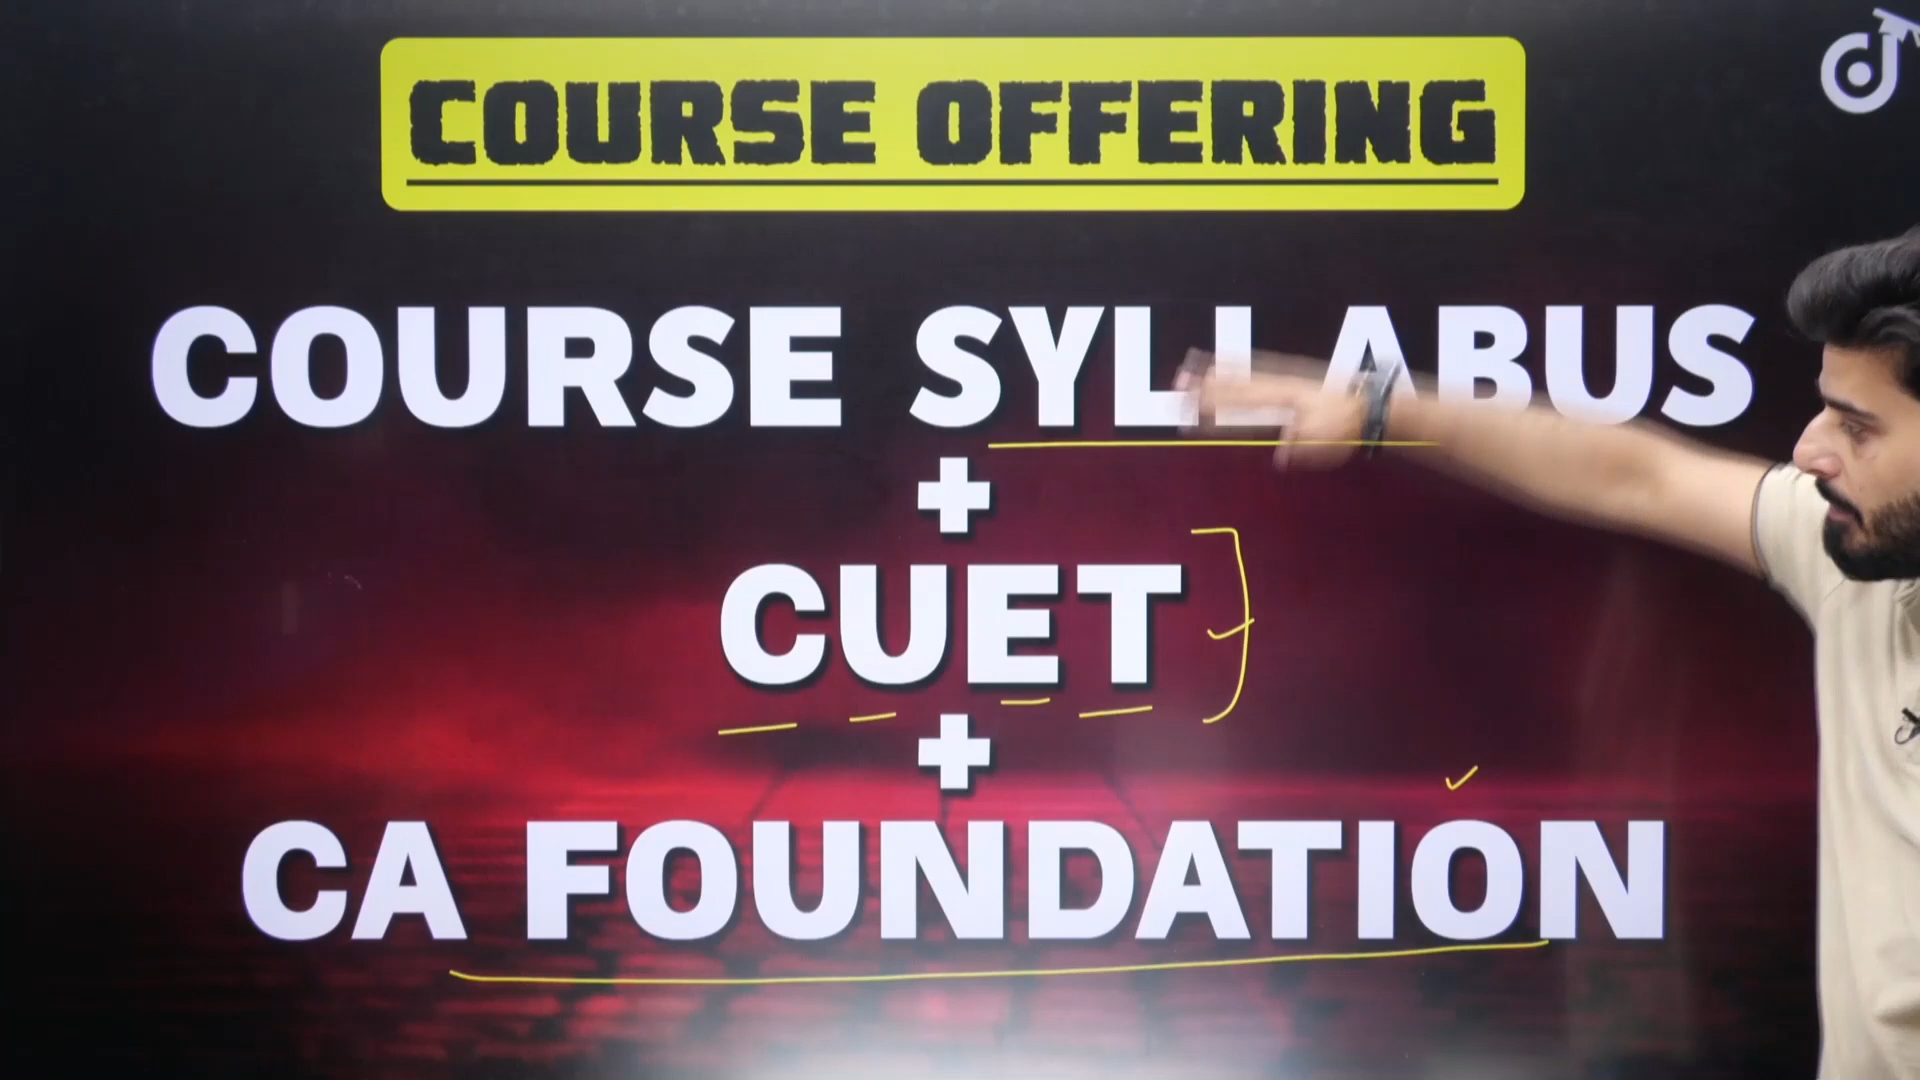 COURSE OFFERING
COURSE SYLLABUS
+
CUET
+
CA FOUNDATION